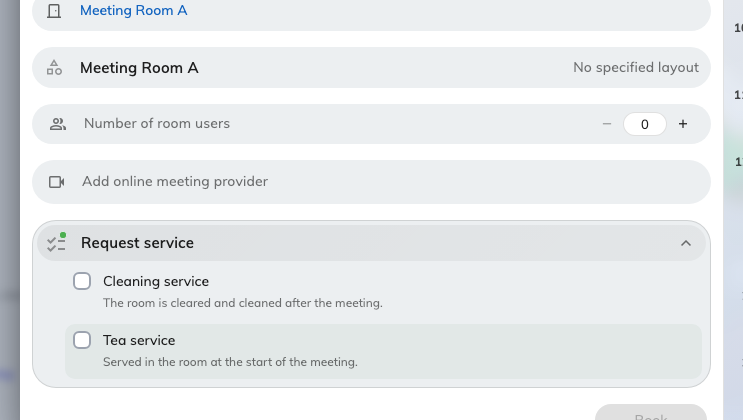 Meeting Room A
Meeting Room A
No specified layout
Number of room users
− 0 +
Add online meeting provider
Request service
Cleaning service
The room is cleared and cleaned after the meeting.
Tea service
Served in the room at the start of the meeting.
Book